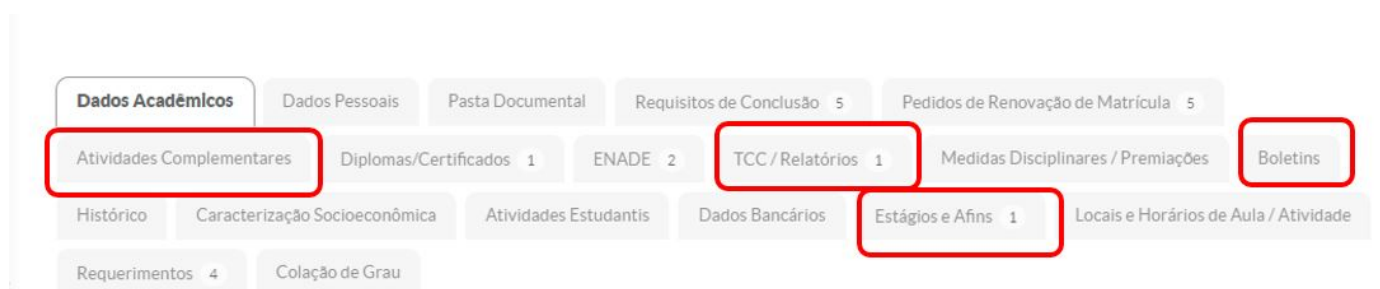 Dados Acadêmicos Dados Pessoais Pasta Documental Requisitos de Conclusão 5 Pedidos de Renovação de Matrícula 5
Atividades Complementares Diplomas/Certificados 1 ENADE 2 TCC / Relatórios 1 Medidas Disciplinares / Premiações Boletins
Histórico Caracterização Socioeconômica Atividades Estudantis Dados Bancários Estágios e Afins 1 Locais e Horários de Aula / Atividade
Requerimentos 4 Colação de Grau